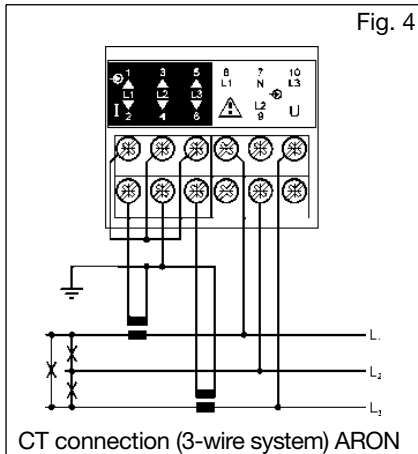 Fig. 4
1 3 5 8 7 10
L1 L2 L3 L1 N L3
I 2 4 6 L2 9 U
L1
L2
L3
CT connection (3-wire system) ARON